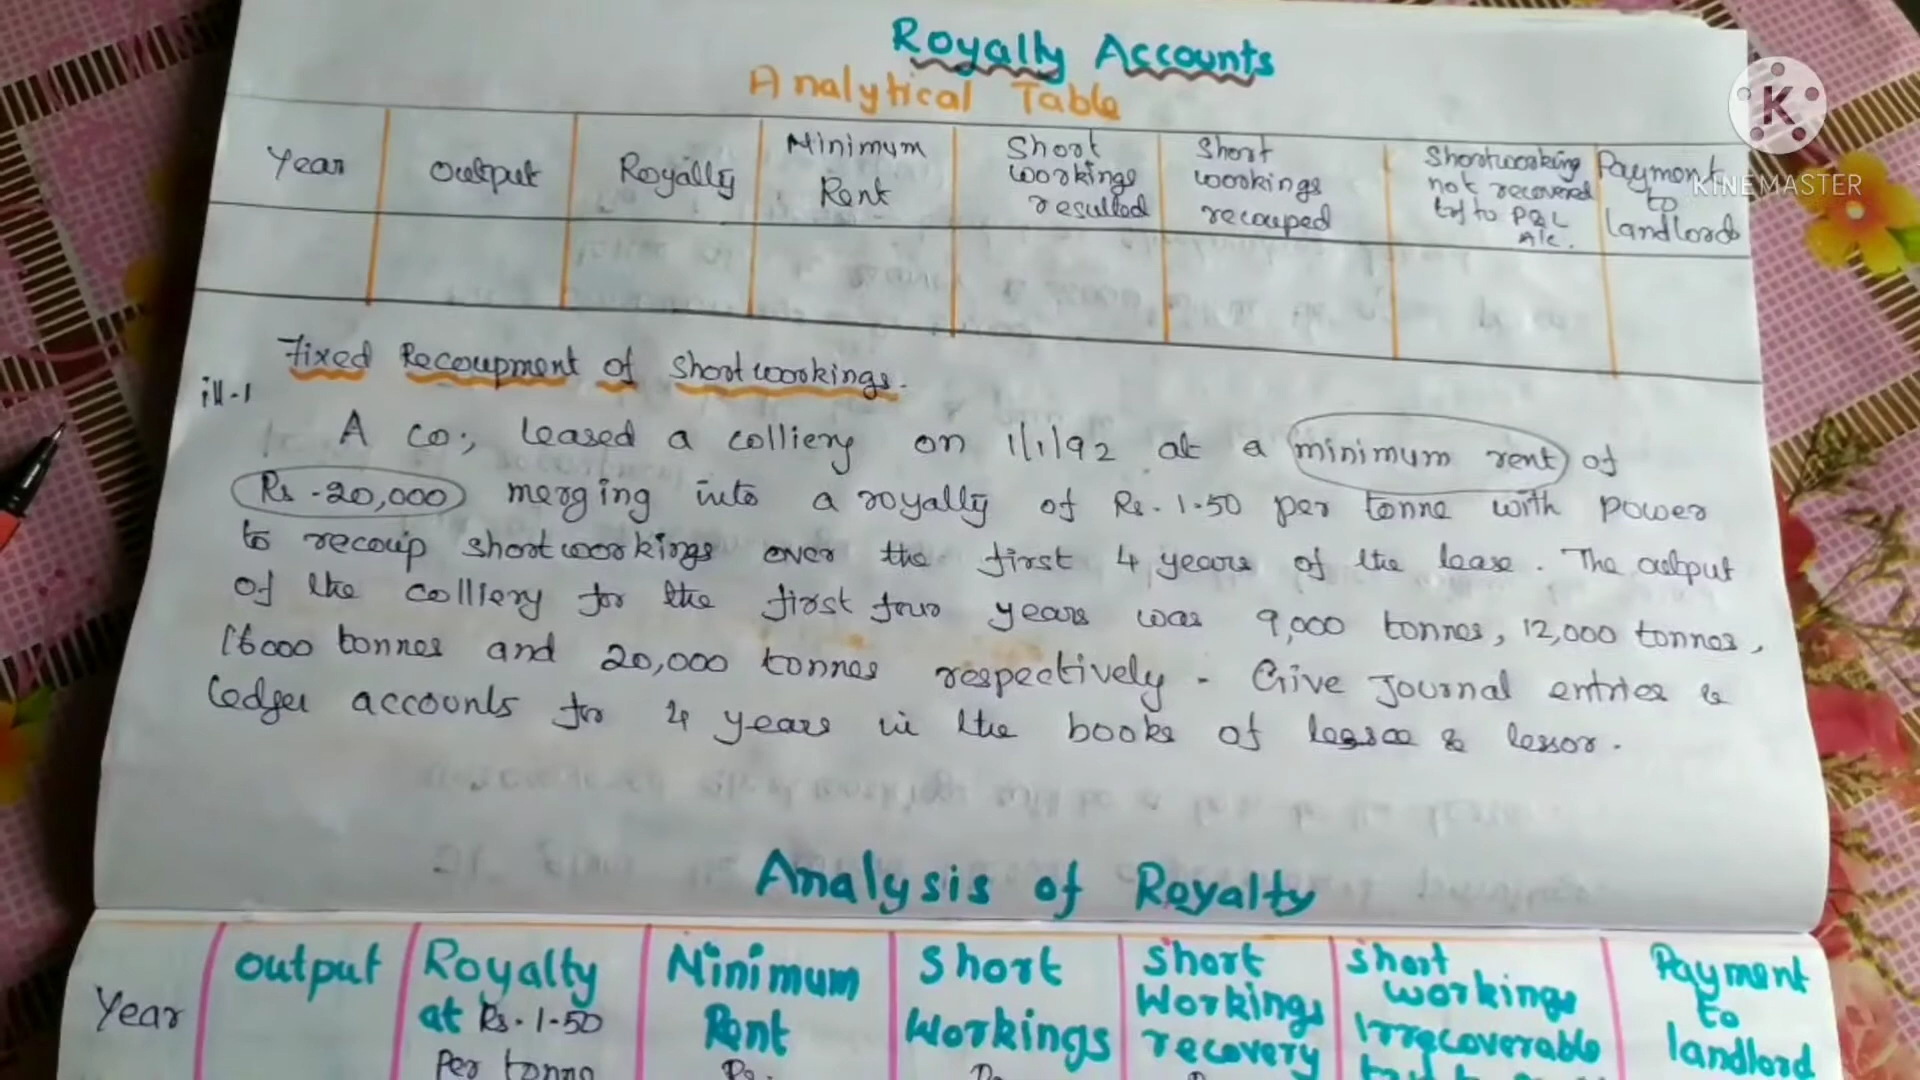 Royalty Accounts
Analytical Table
K
KINEMASTER
Year
Output
Royalty
Minimum
Rent
Short
workings
resulted
Short
workings
recouped
Shortworking
not recovered
trf to P&L
A/c.
Payment
to
landlord
Fixed Recoupment of Shortworkings.
ill-1
A Co., leased a colliery on 1/1/92 at a minimum rent of
Rs.20,000 merging into a royalty of Rs. 1.50 per tonne with power
to recoup shortworkings over the first 4 years of the lease. The output
of the colliery for the first four years was 9,000 tonnes, 12,000 tonnes,
16000 tonnes and 20,000 tonnes respectively - Give Journal entries &
ledger accounts for 4 years in the books of lessee & lessor.
Analysis of Royalty
Year
Output
Royalty
at Rs. 1-50
per tonne
Minimum
Rent
Rs.
Short
Workings
Short
Workings
recovery
Short
workings
Irrecoverable
Payment
to
landlord